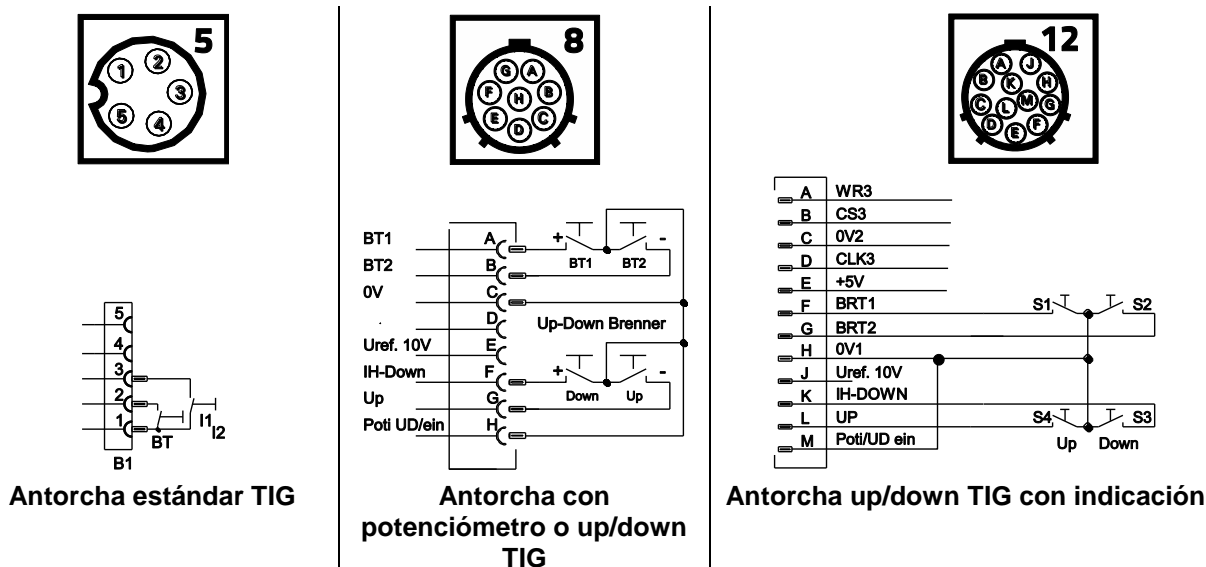 5
1
2
3
4
5
5
4
3
2
1
BT
I1
I2
B1
Antorcha estándar TIG
8
G A
F H B
E D C
BT1 A + -
BT2 B BT1 BT2
0V C
. D Up-Down Brenner
Uref. 10V E
IH-Down F + -
Up G Down Up
Poti UD/ein H
Antorcha con
potenciómetro o up/down
TIG
12
A J
B K H
C L M G
D E F
A WR3
B CS3
C 0V2
D CLK3
E +5V
F BRT1 S1 S2
G BRT2
H 0V1
J Uref. 10V
K IH-DOWN
L UP S4 S3
M Poti/UD ein Up Down
Antorcha up/down TIG con indicación